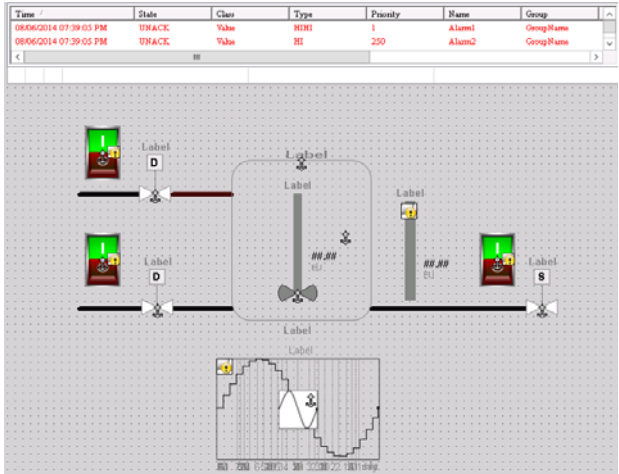 Time State Class Type Priority Name Group
08/06/2014 07:39:05 PM UNACK Value HIHI 1 Alarm1 GroupName
08/06/2014 07:39:05 PM UNACK Value HI 250 Alarm2 GroupName
Label
D
Label
Label
Label
##.##
EU
##.##
EU
Label
D
Label
S
Label
Label